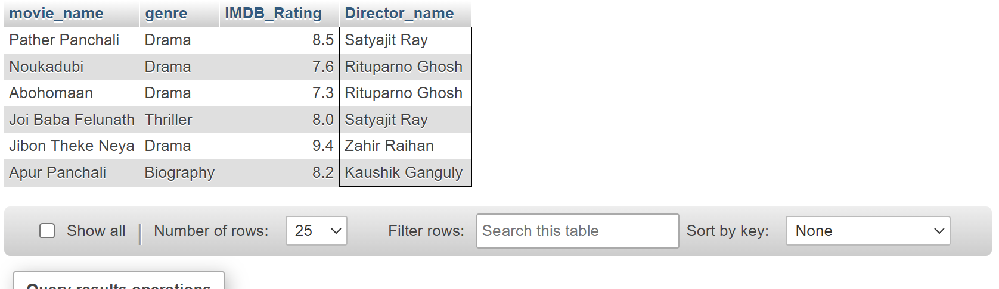 movie_name genre IMDB_Rating Director_name
Pather Panchali Drama 8.5 Satyajit Ray
Noukadubi Drama 7.6 Rituparno Ghosh
Abohomaan Drama 7.3 Rituparno Ghosh
Joi Baba Felunath Thriller 8.0 Satyajit Ray
Jibon Theke Neya Drama 9.4 Zahir Raihan
Apur Panchali Biography 8.2 Kaushik Ganguly
Show all Number of rows: 25 Filter rows: Search this table Sort by key: None
Query results operations